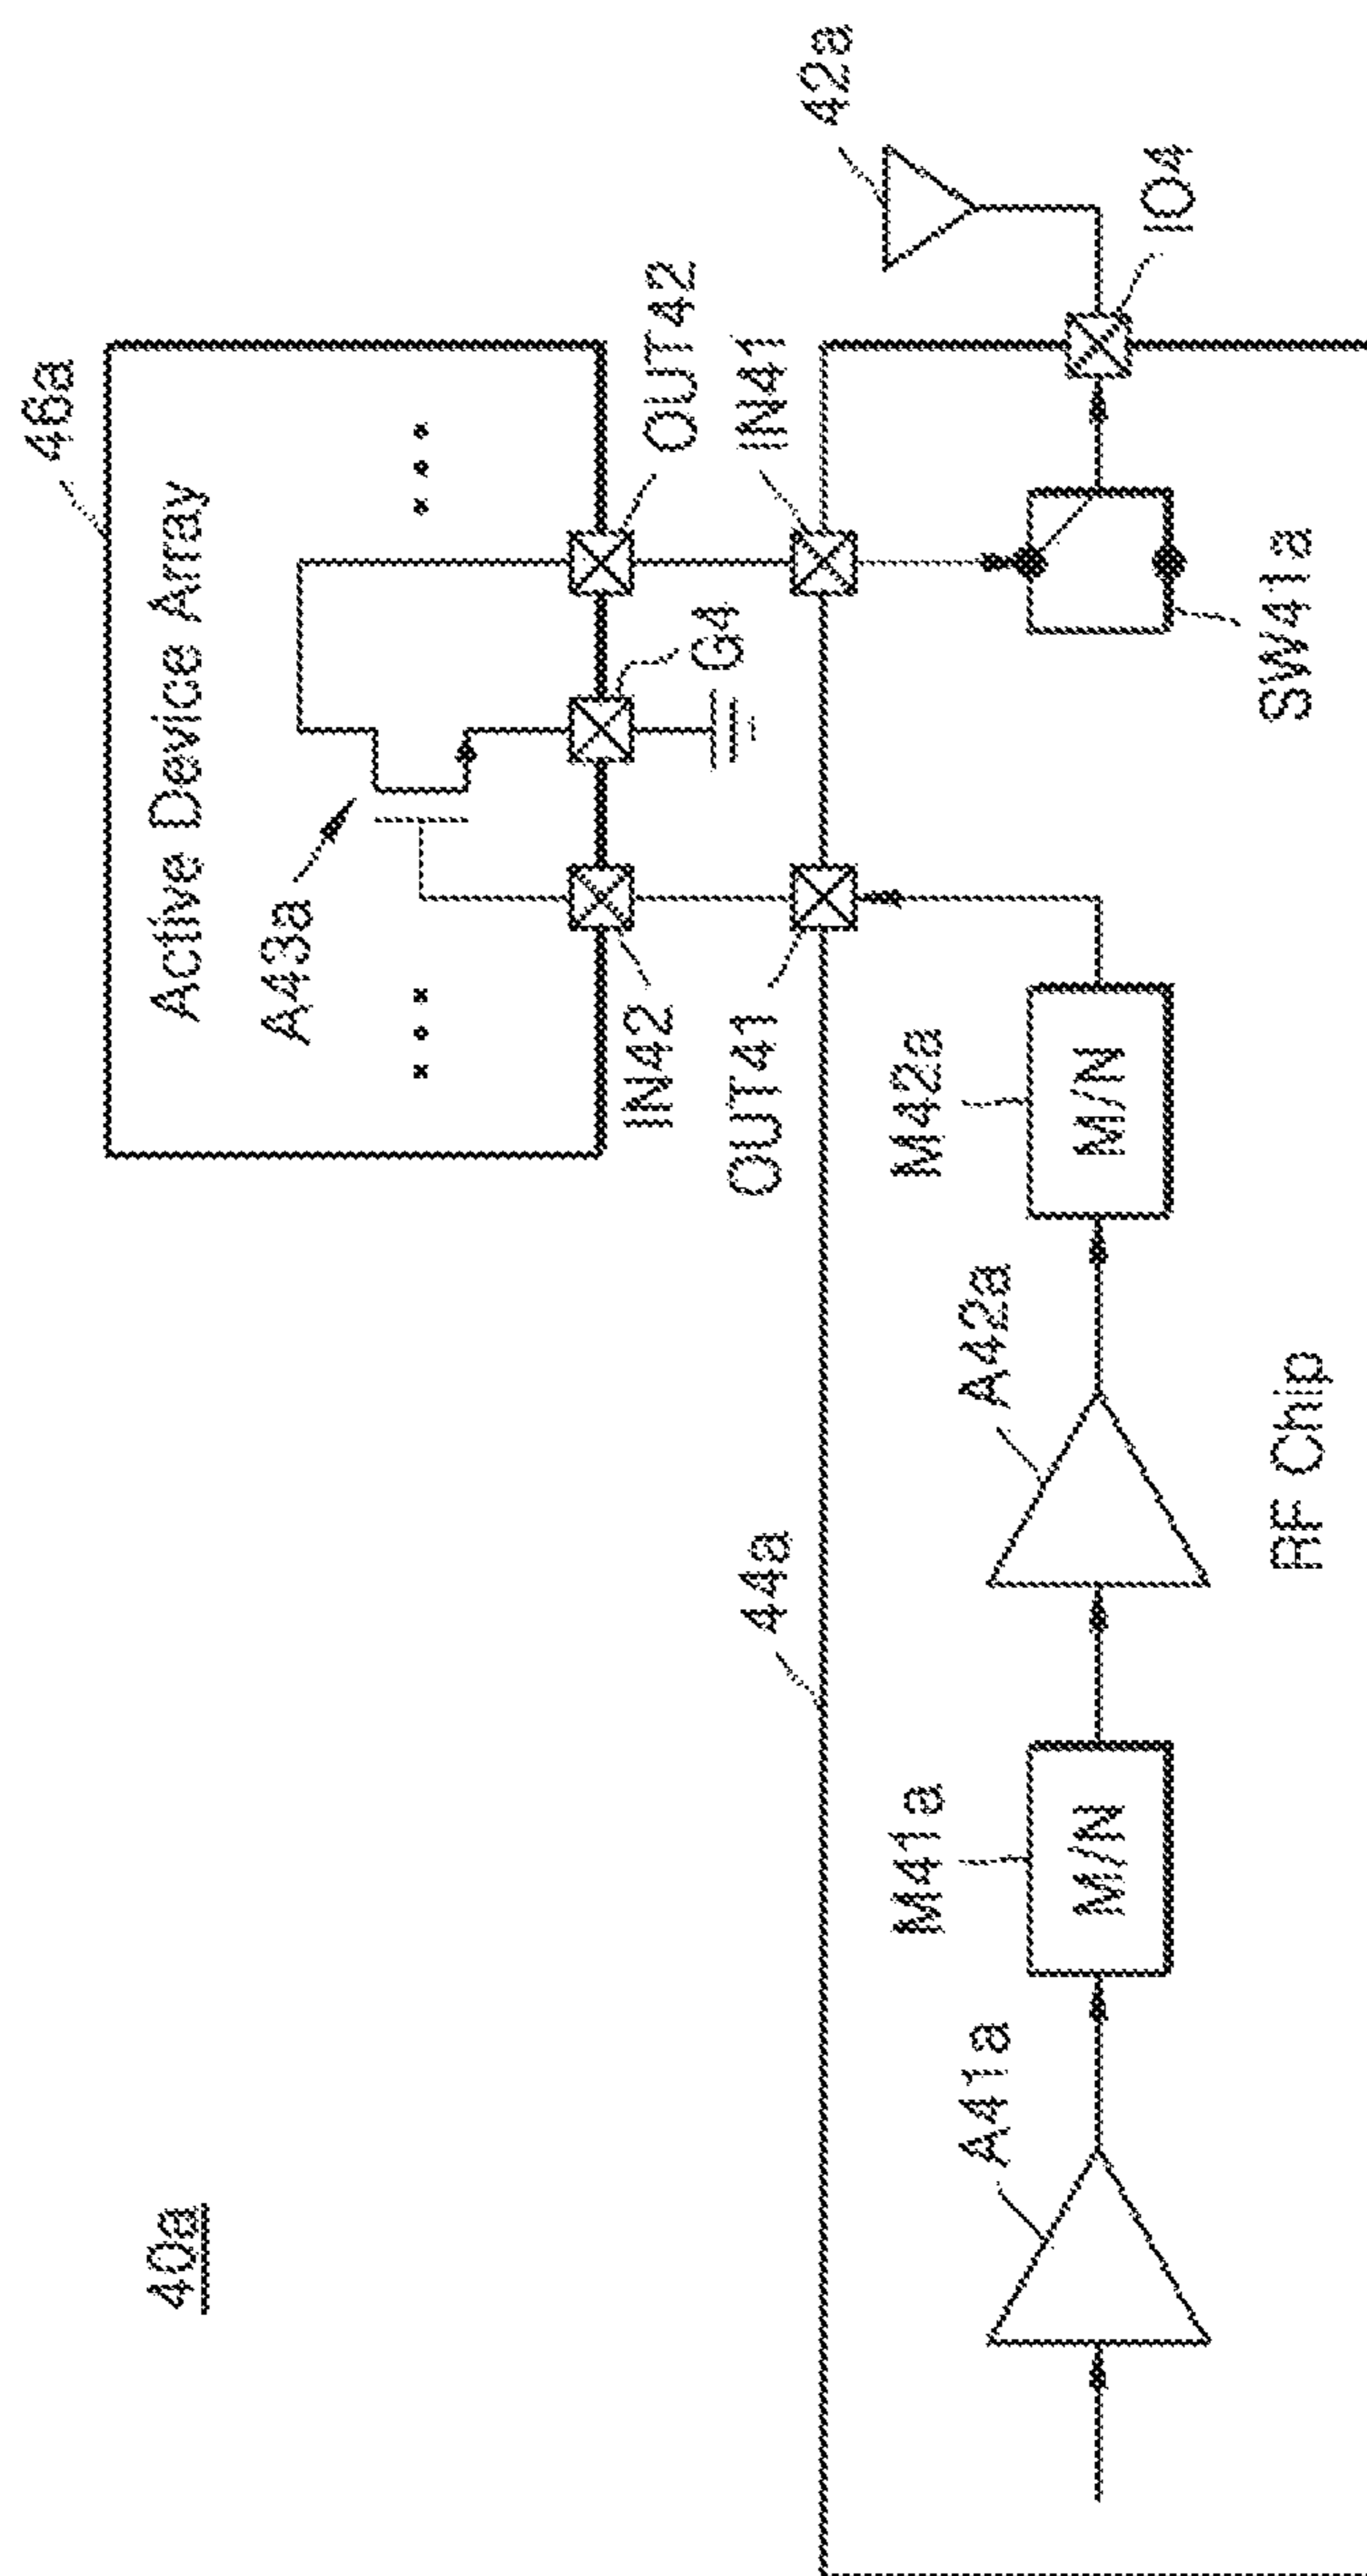 40a
46a
Active Device Array
A43a
IN42
G4
OUT42
OUT41
IN41
42a
44a
A41a
M41a
M/N
A42a
M42a
M/N
IO4
SW41a
RF Chip